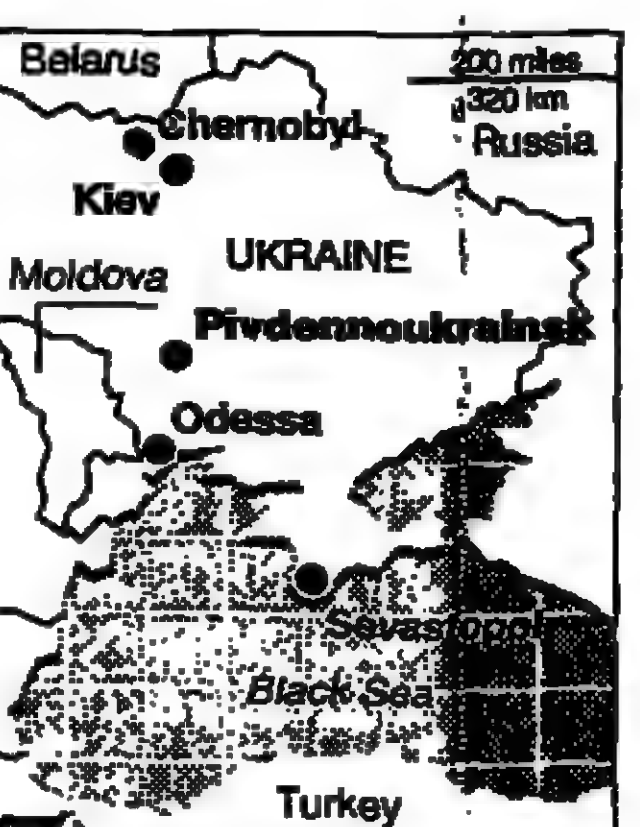 Belarus
200 miles
320 km
Chernobyl
Russia
Kiev
UKRAINE
Moldova
Pivdennoukrainsk
Odessa
Sevastopol
Black Sea
Turkey